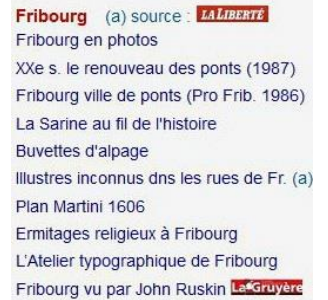 Fribourg (a) source : LA LIBERTÉ
Fribourg en photos
XXe s. le renouveau des ponts (1987)
Fribourg ville de ponts (Pro Frib. 1986)
La Sarine au fil de l'histoire
Buvettes d'alpage
Illustres inconnus dns les rues de Fr. (a)
Plan Martini 1606
Ermitages religieux à Fribourg
L'Atelier typographique de Fribourg
Fribourg vu par John Ruskin La Gruyère